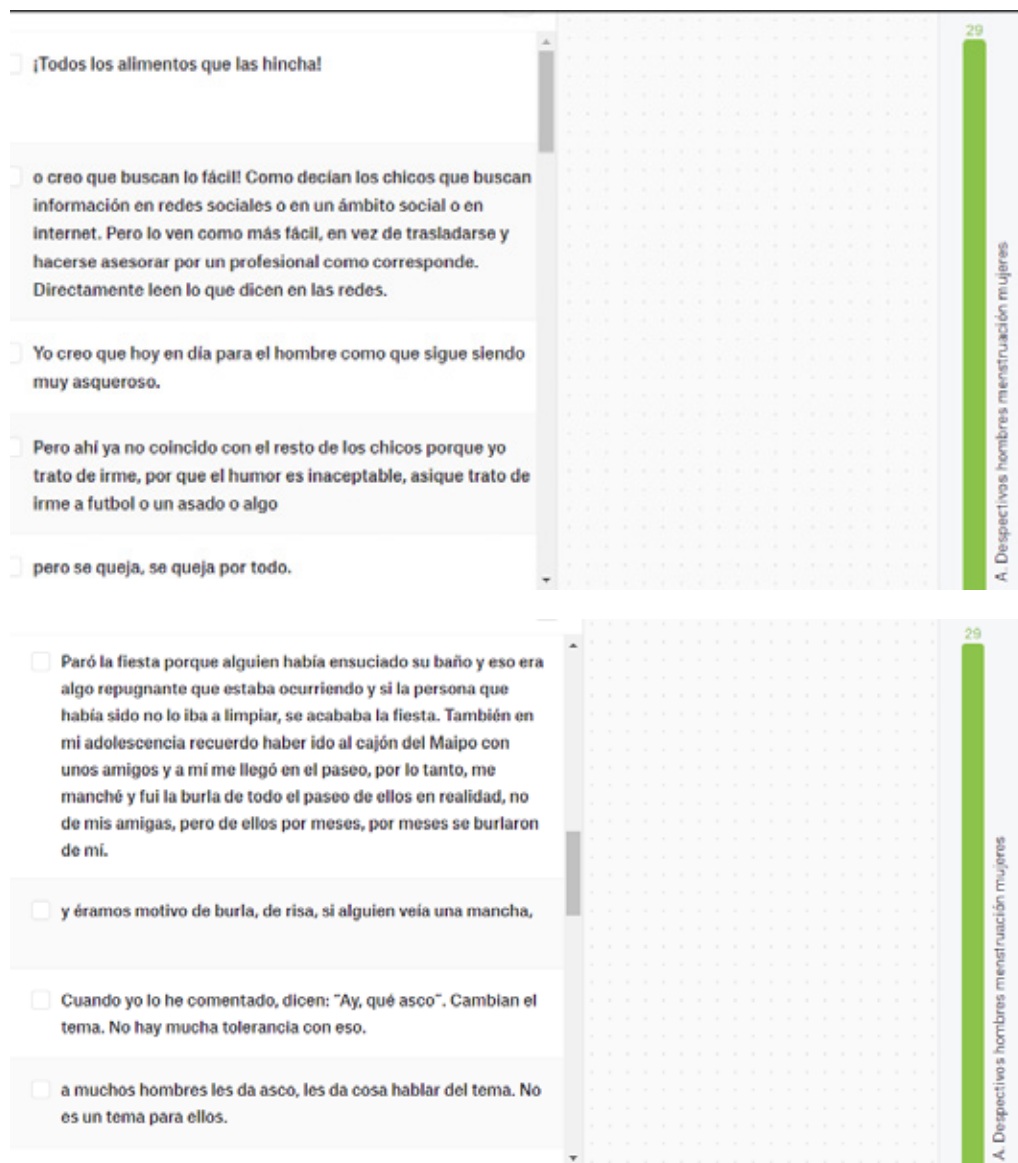 ¡Todos los alimentos que las hincha!
29
o creo que buscan lo fácil! Como decían los chicos que buscan
información en redes sociales o en un ámbito social o en
internet. Pero lo ven como más fácil, en vez de trasladarse y
hacerse asesorar por un profesional como corresponde.
Directamente leen lo que dicen en las redes.
Yo creo que hoy en día para el hombre como que sigue siendo
muy asqueroso.
Pero ahí ya no coincido con el resto de los chicos porque yo
trato de irme, por que el humor es inaceptable, asique trato de
irme a futbol o un asado o algo
pero se queja, se queja por todo.
A. Despectivos hombres menstruación mujeres
29
Paró la fiesta porque alguien había ensuciado su baño y eso era
algo repugnante que estaba ocurriendo y si la persona que
había sido no lo iba a limpiar, se acababa la fiesta. También en
mi adolescencia recuerdo haber ido al cajón del Maipo con
unos amigos y a mí me llegó en el paseo, por lo tanto, me
manché y fui la burla de todo el paseo de ellos en realidad, no
de mis amigas, pero de ellos por meses, por meses se burlaron
de mí.
y éramos motivo de burla, de risa, si alguien veía una mancha,
Cuando yo lo he comentado, dicen: ¨Ay, qué asco¨. Cambian el
tema. No hay mucha tolerancia con eso.
a muchos hombres les da asco, les da cosa hablar del tema. No
es un tema para ellos.
A. Despectivos hombres menstruación mujeres